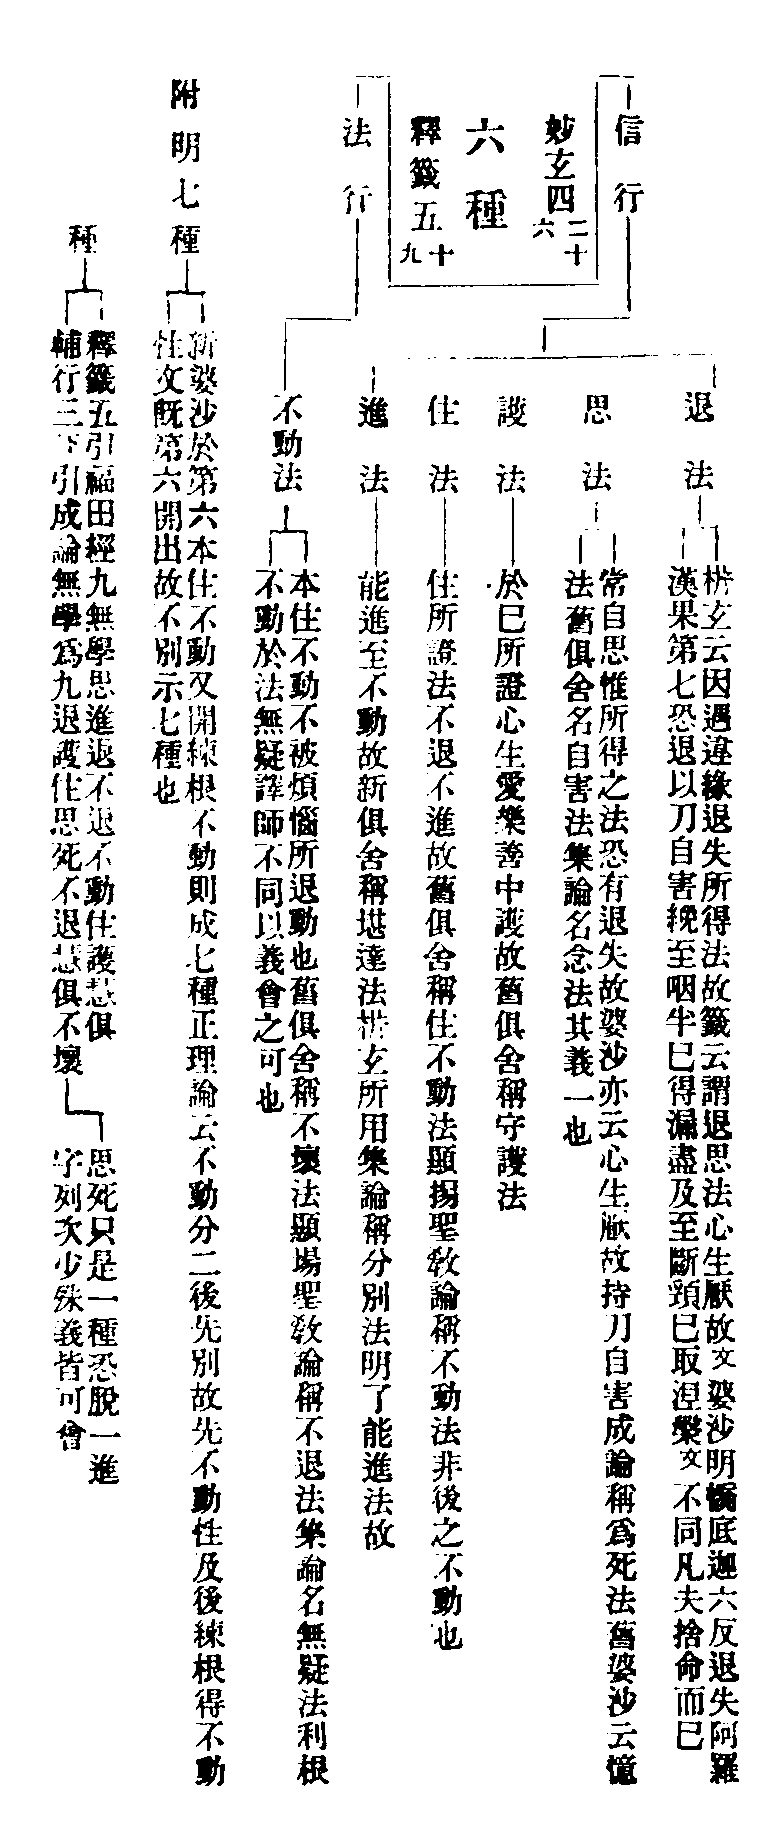 信行
妙玄四
二十
六
六種
釋籤五
十
九
法行
退法
栴玄云因遇違緣退失所得法故籤云謂退思法心生厭故文婆沙明憍底迦六反退失阿羅
漢果第七恐退以刀自害纔至咽半已得漏盡及至斷頸已取涅槃文不同凡夫捨命而已
思法
常自思惟所得之法恐有退失故婆沙亦云心生厭故持刀自害成論稱爲死法舊婆沙云憶
法舊俱舍名自害法集論名念法其義一也
護法
於已所證心生愛樂善中護故舊俱舍稱守護法
住法
住所證法不退不進故舊俱舍稱住不動法顯揚聖敎論稱不動法非後之不動也
進法
能進至不動故新俱舍稱堪達法栴玄所用集論稱分別法明了能進法故
不動法
本住不動不被煩惱所退動也舊俱舍稱不壞法顯場聖敎論稱不退法集論名無疑法利根
不動於法無疑譯師不同以義會之可也
附明七種
新婆沙於第六本住不動又開練根不動則成七種正理論云不動分二後先別故先不動性及後練根得不動
性文旣第六開出故不別示七種也
種
釋籤五引福田經九無學思進退不退不動住護慧俱
輔行三下引成論無學爲九退護住思死不退慧俱不壞
思死只是一種恐脫一進
字列次少殊義皆可會